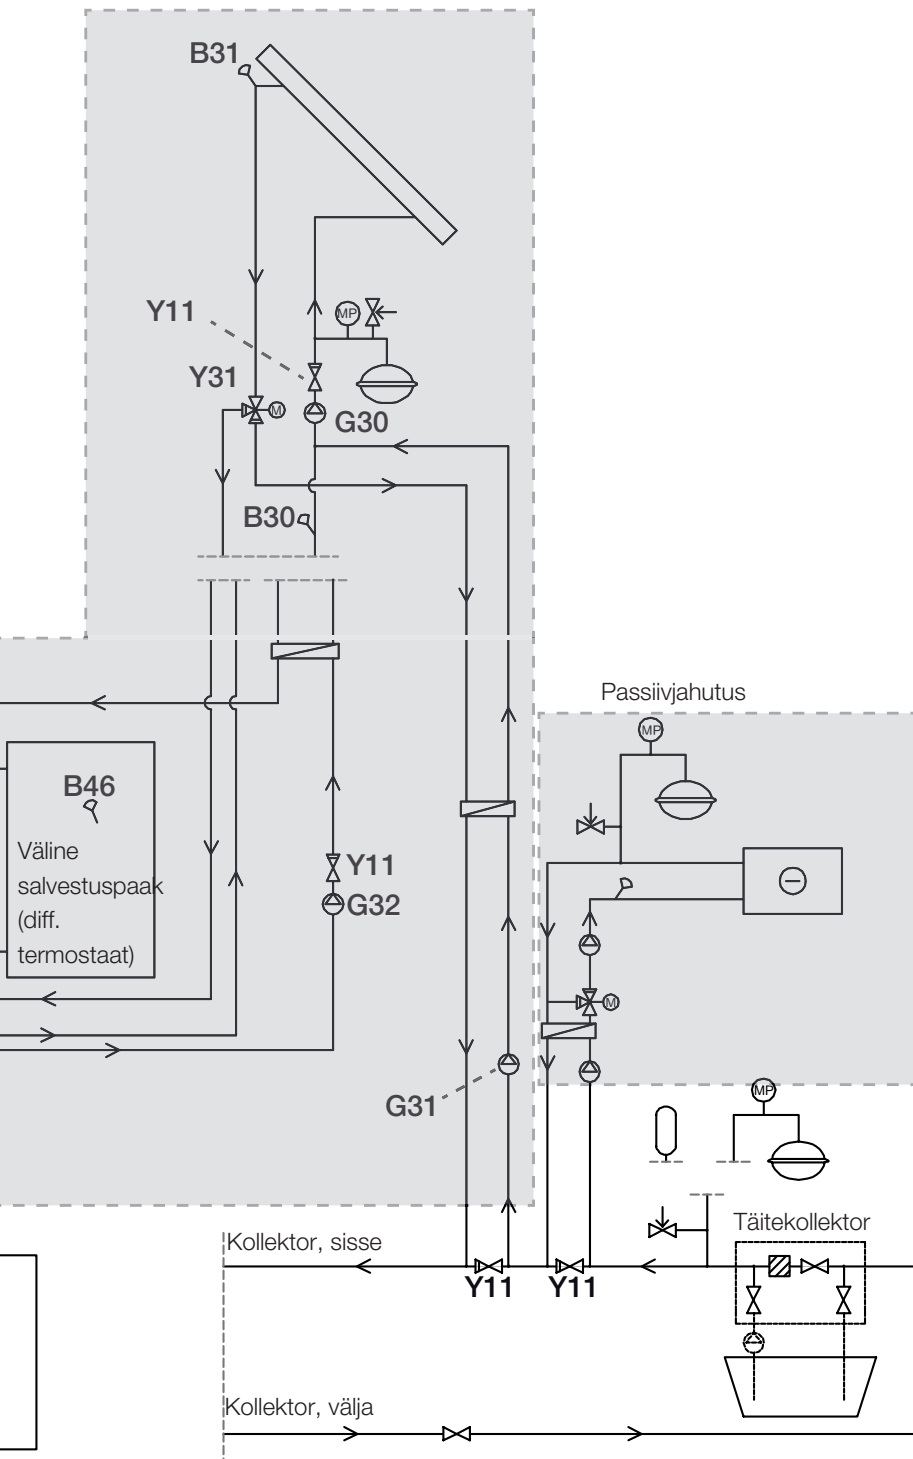 B31
Y11
MP
Y31
M
G30
B30
Passiivjahutus
MP
B46
Väline
salvestuspaak
(diff.
termostaat)
Y11
G32
M
G31
MP
Täitekollektor
Kollektor, sisse
Y11
Y11
Kollektor, välja